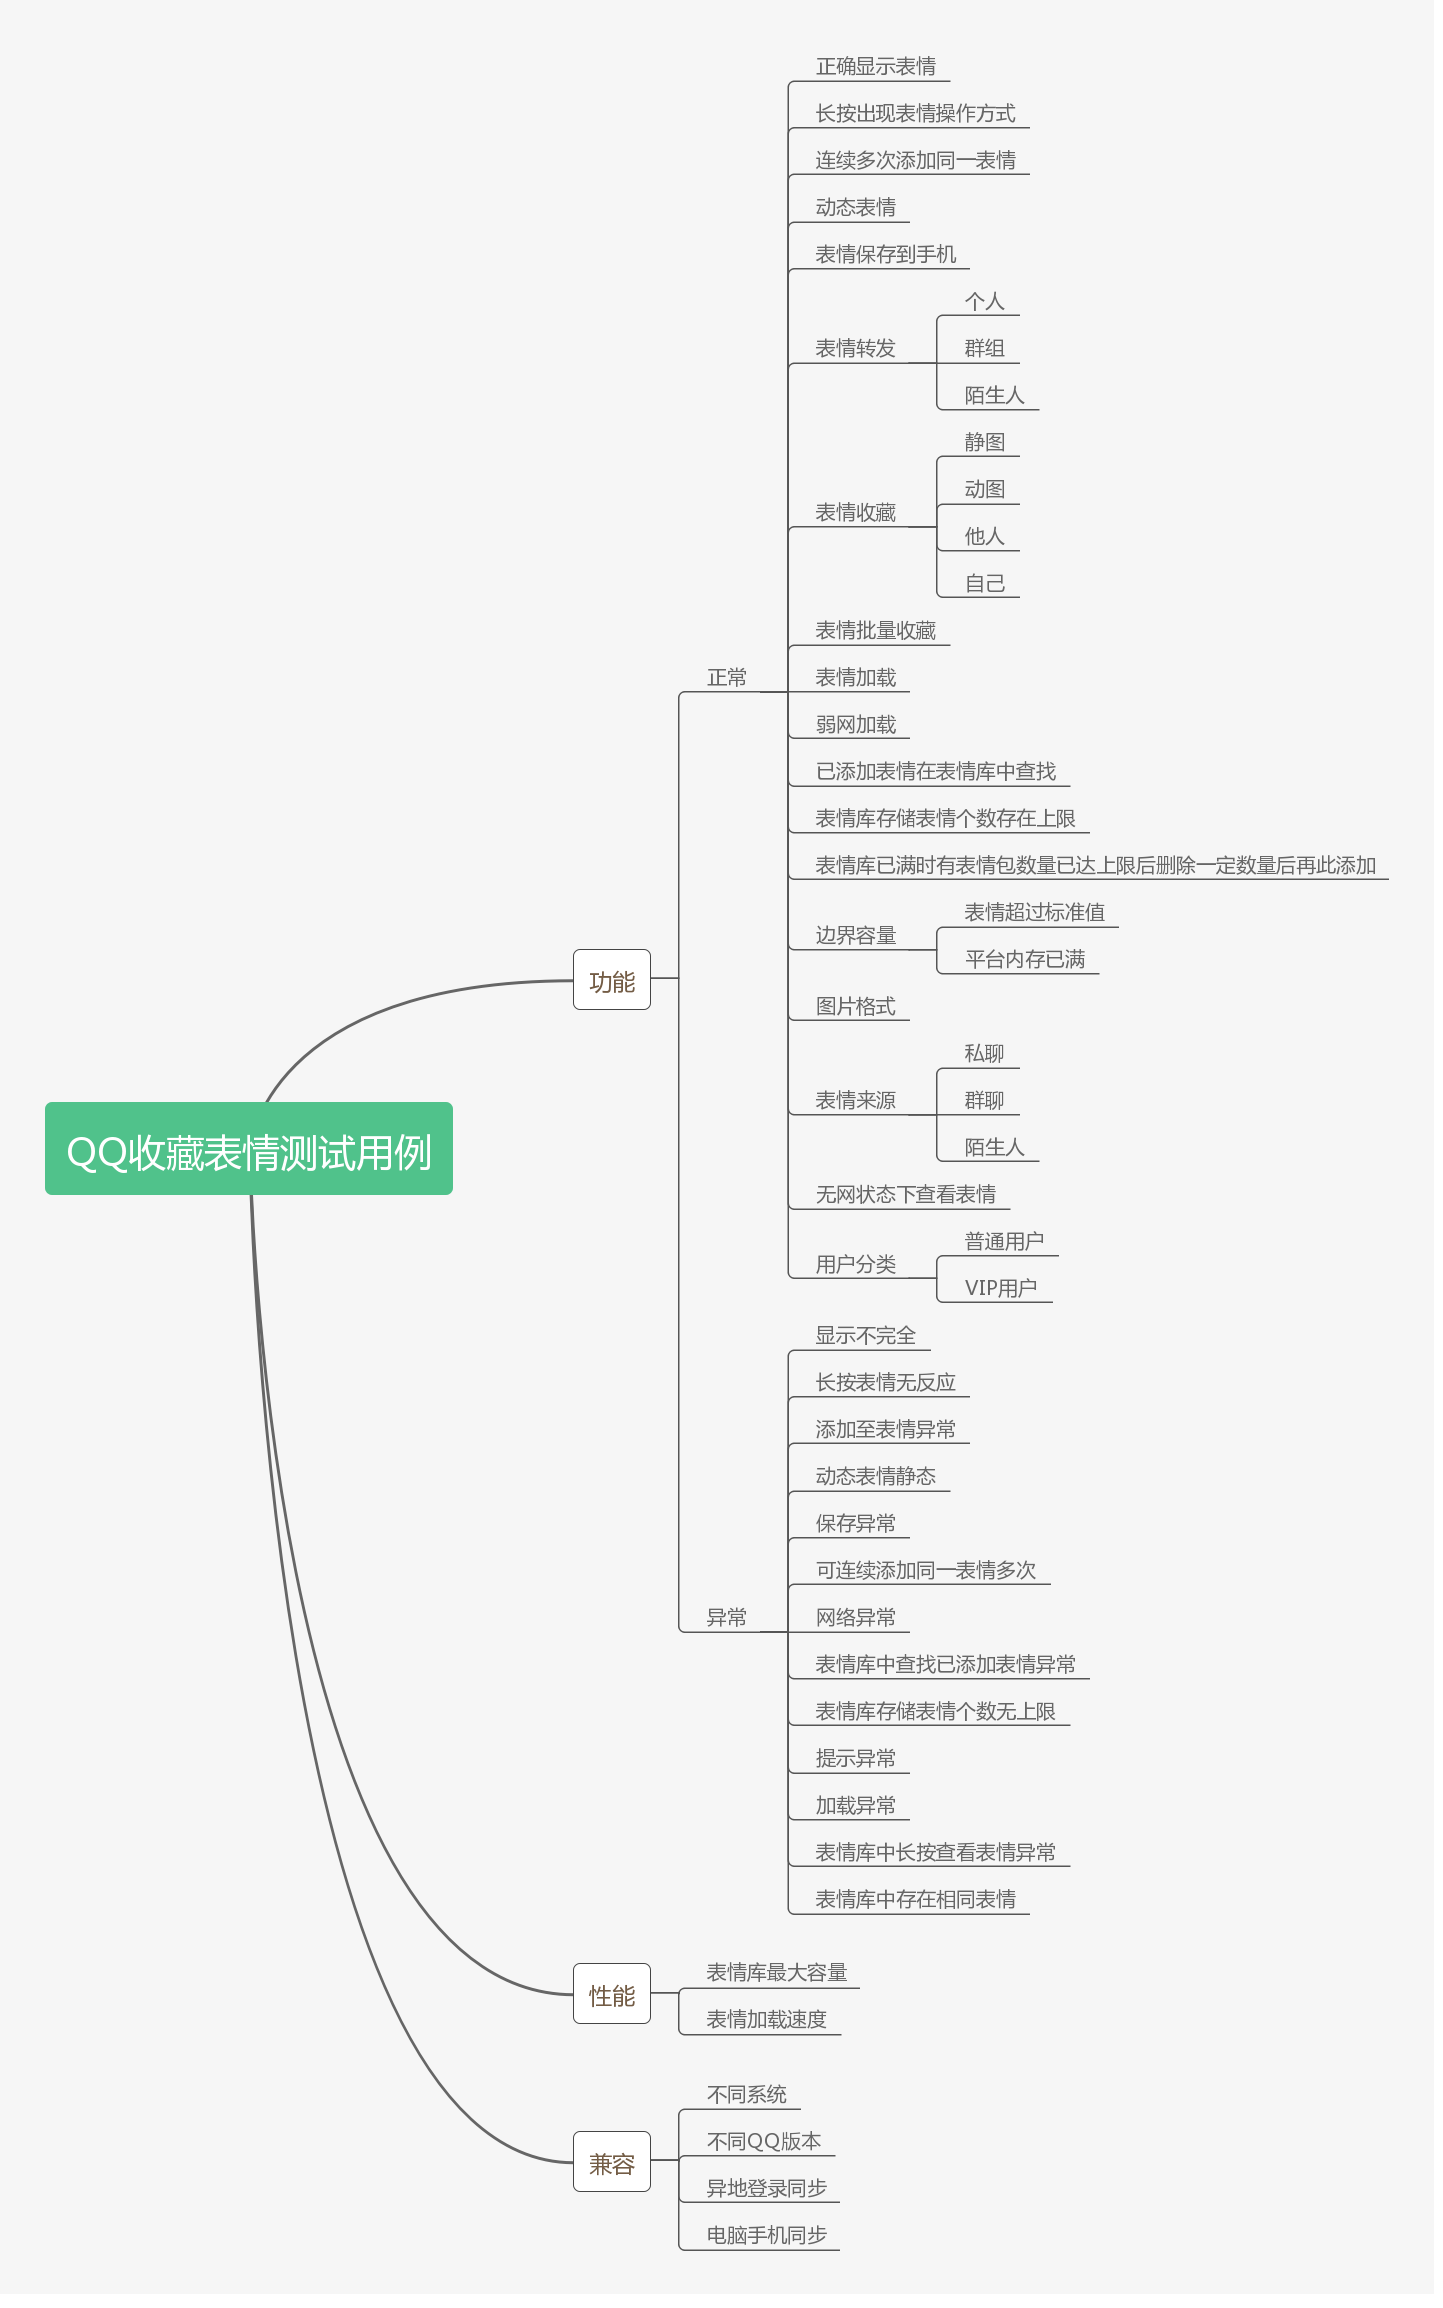 QQ收藏表情测试用例
功能
正常
正确显示表情
长按出现表情操作方式
连续多次添加同一表情
动态表情
表情保存到手机
表情转发
个人
群组
陌生人
表情收藏
静图
动图
他人
自己
表情批量收藏
表情加载
弱网加载
已添加表情在表情库中查找
表情库存储表情个数存在上限
表情库已满时有表情包数量已达上限后删除一定数量后再此添加
边界容量
表情超过标准值
平台内存已满
图片格式
表情来源
私聊
群聊
陌生人
无网状态下查看表情
用户分类
普通用户
VIP用户
异常
显示不完全
长按表情无反应
添加至表情异常
动态表情静态
保存异常
可连续添加同一表情多次
网络异常
表情库中查找已添加表情异常
表情库存储表情个数无上限
提示异常
加载异常
表情库中长按查看表情异常
表情库中存在相同表情
性能
表情库最大容量
表情加载速度
兼容
不同系统
不同QQ版本
异地登录同步
电脑手机同步